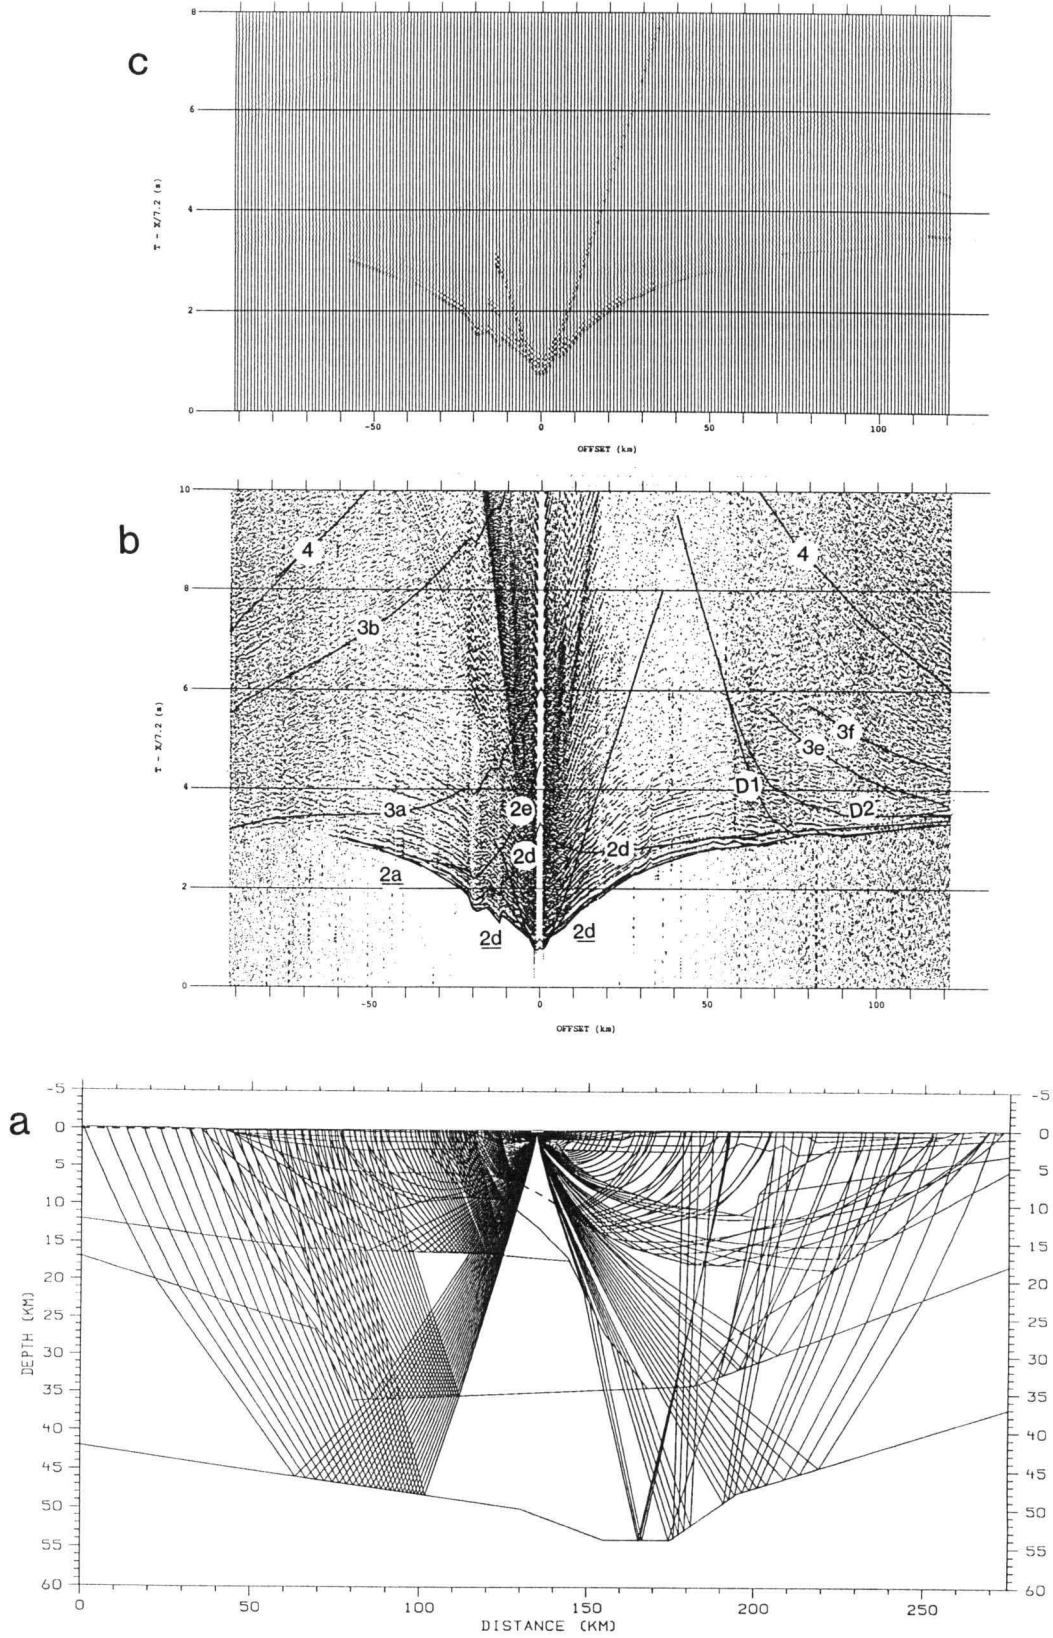 c
8
6
4
2
0
T - X/7.2 (s)
-50 0 50 100
OFFSET (km)
b
10
8
6
4
2
0
T - X/7.2 (s)
4 4
3b
3f
3e
D1
D2
3a 2e
2d 2d
2a
2d 2d
-50 0 50 100
OFFSET (km)
a
-5 -5
0 0
5 5
10 10
15 15
20 20
25 25
30 30
35 35
40 40
45 45
50 50
55 55
60 60
DEPTH (KM)
0 50 100 150 200 250
DISTANCE (KM)